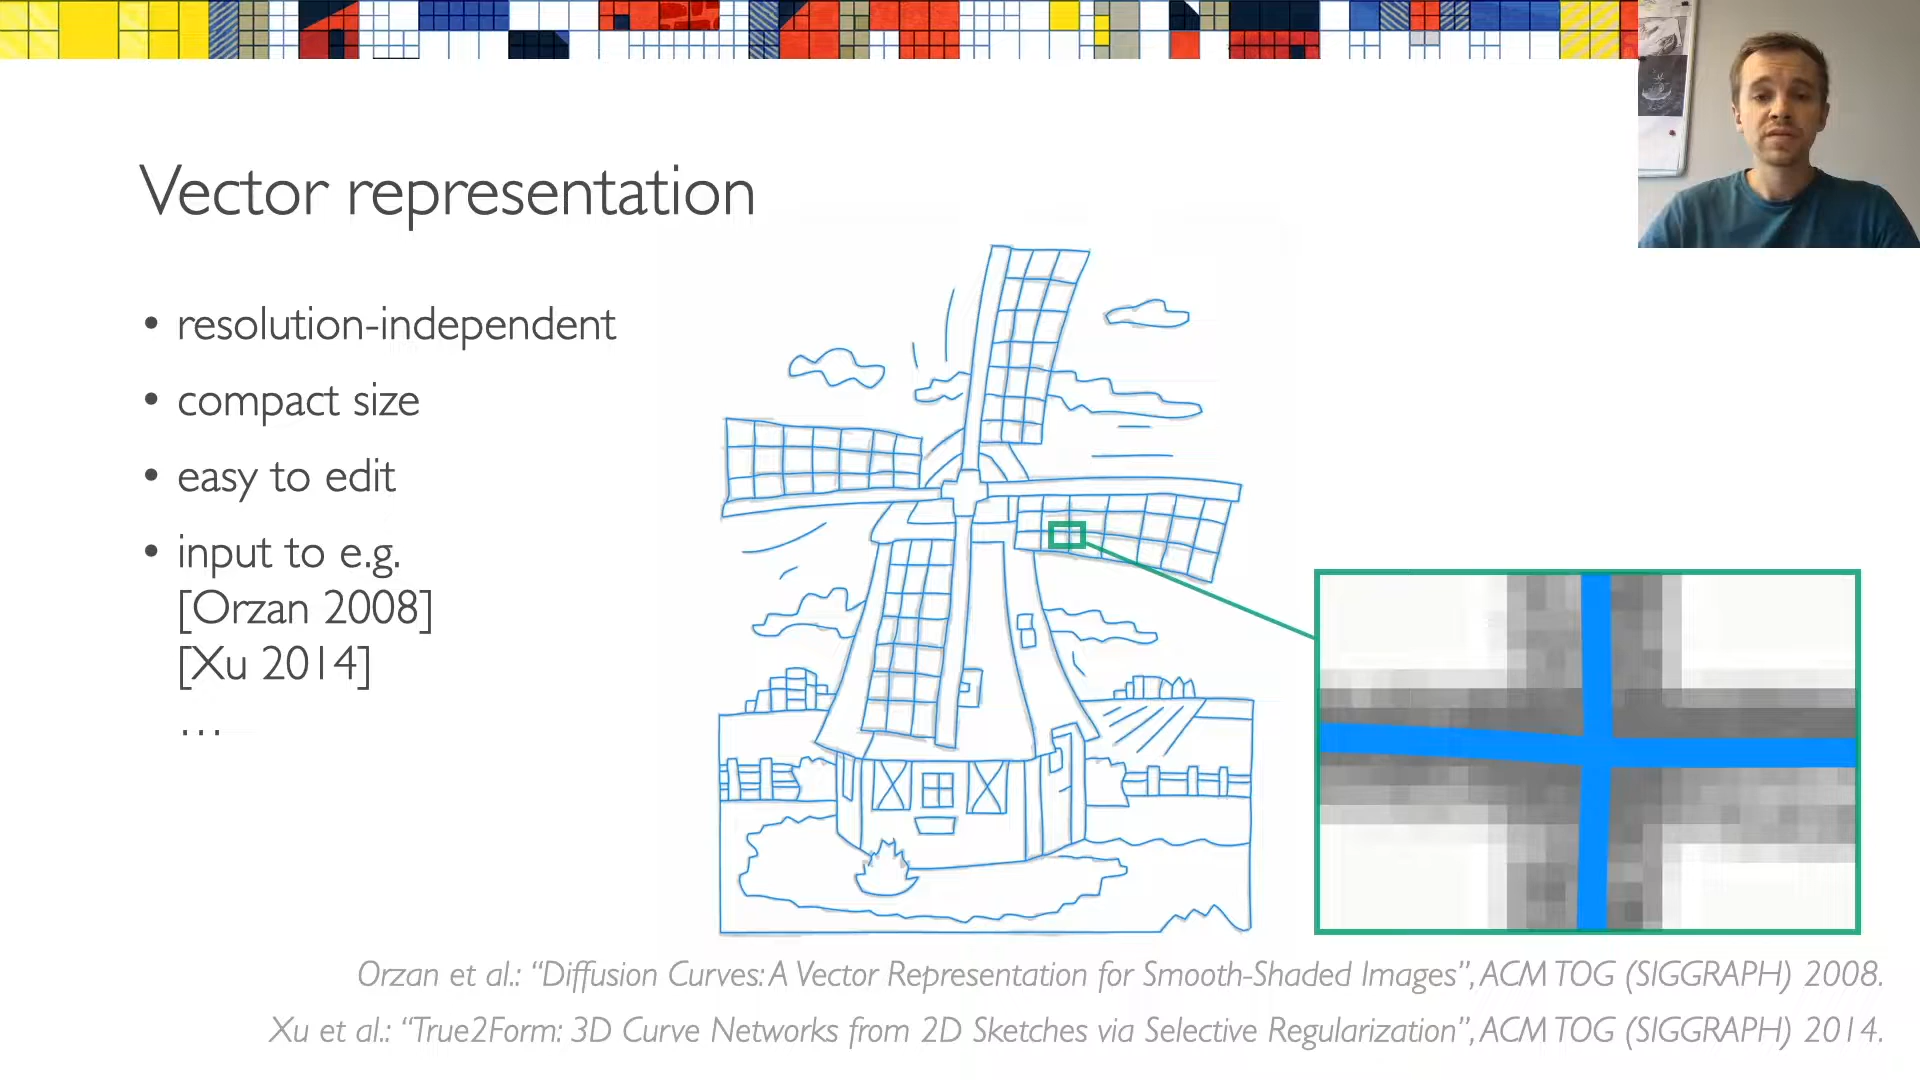 Vector representation
• resolution-independent
• compact size
• easy to edit
• input to e.g.
[Orzan 2008]
[Xu 2014]
…
Orzan et al.: “Diffusion Curves: A Vector Representation for Smooth-Shaded Images”, ACM TOG (SIGGRAPH) 2008.
Xu et al.: “True2Form: 3D Curve Networks from 2D Sketches via Selective Regularization”, ACM TOG (SIGGRAPH) 2014.